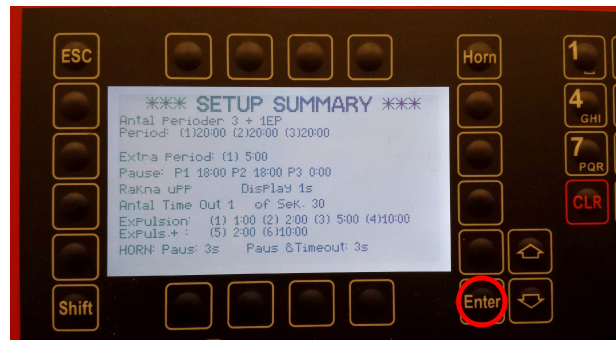 ESC
Horn
1
*** SETUP SUMMARY ***
Antal Perioder 3 + 1EP
Period: (1)20:00 (2)20:00 (3)20:00
4
GHI
Extra Period: (1) 5:00
Pause: P1 18:00 P2 18:00 P3 0:00
7
PQR
Rakna uPP Display 1s
Antal Time Out 1 of Sek. 30
CLR
Expulsion: (1) 1:00 (2) 2:00 (3) 5:00 (4)10:00
Expuls.+ : (5) 2:00 (6)10:00
HORN: Paus: 3s Paus &Timeout: 3s
Shift
Enter